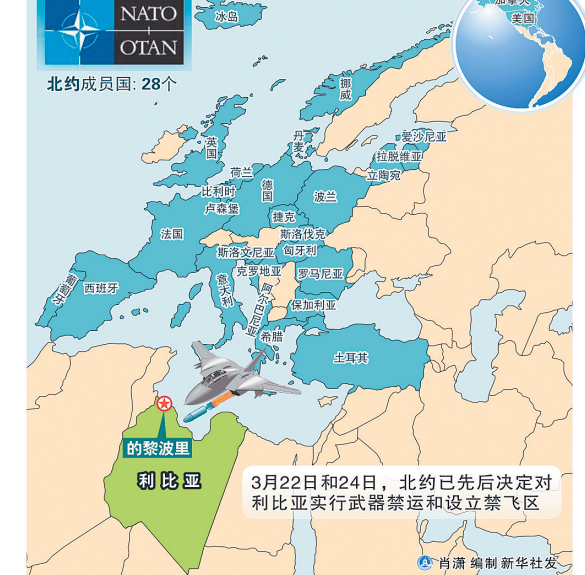 NATO
OTAN
北约成员国: 28个
冰岛
加拿大
美国
挪威
丹麦
英国
爱沙尼亚
拉脱维亚
立陶宛
荷兰
比利时
卢森堡
德国
波兰
捷克
斯洛伐克
法国
斯洛文尼亚
匈牙利
克罗地亚
罗马尼亚
意大利
阿尔巴尼亚
保加利亚
葡萄牙
西班牙
希腊
土耳其
的黎波里
利比亚
3月22日和24日，北约已先后决定对
利比亚实行武器禁运和设立禁飞区
肖潇 编制 新华社发